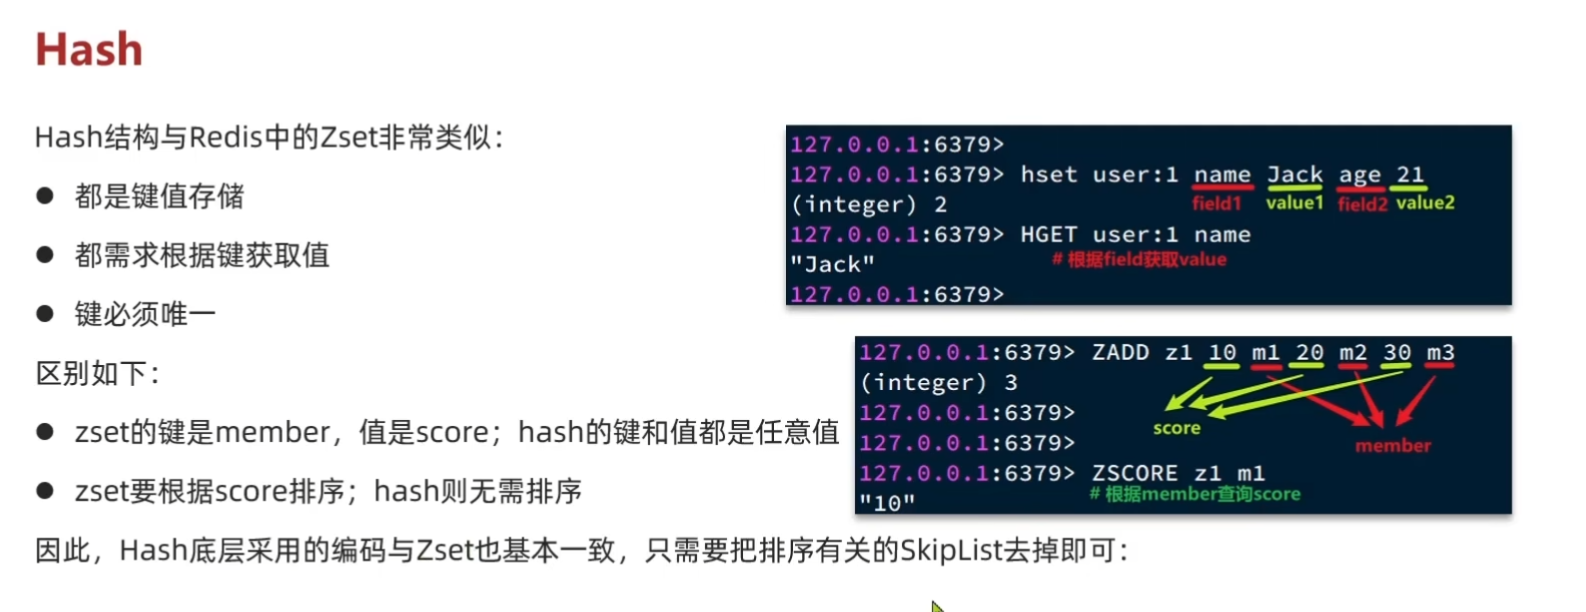 Hash
Hash结构与Redis中的Zset非常类似：
● 都是键值存储
● 都需求根据键获取值
● 键必须唯一
区别如下：
● zset的键是member，值是score；hash的键和值都是任意值
● zset要根据score排序；hash则无需排序
因此，Hash底层采用的编码与Zset也基本一致，只需要把排序有关的SkipList去掉即可：
127.0.0.1:6379>
127.0.0.1:6379> hset user:1 name Jack age 21
(integer) 2 field1 value1 field2 value2
127.0.0.1:6379> HGET user:1 name
"Jack" # 根据field获取value
127.0.0.1:6379>
127.0.0.1:6379> ZADD z1 10 m1 20 m2 30 m3
(integer) 3
127.0.0.1:6379>
score
127.0.0.1:6379>
member
127.0.0.1:6379> ZSCORE z1 m1
"10" # 根据member查询score